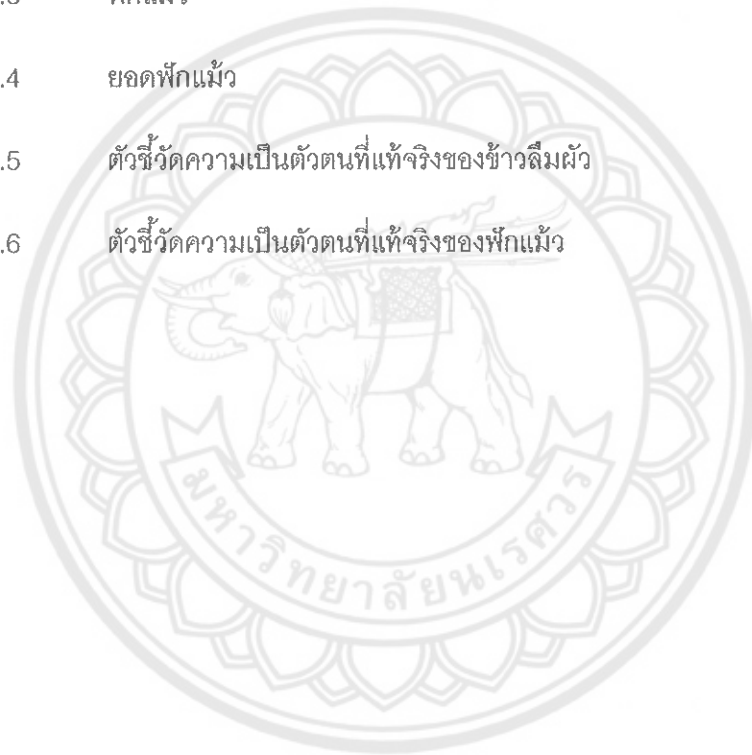 .4 ยอดฟักแม้ว
.5 ตัวชี้วัดความเป็นตัวตนที่แท้จริงของข้าวลืมผัว
.6 ตัวชี้วัดความเป็นตัวตนที่แท้จริงของฟักแม้ว
มหาวิทยาลัยนเรศวร